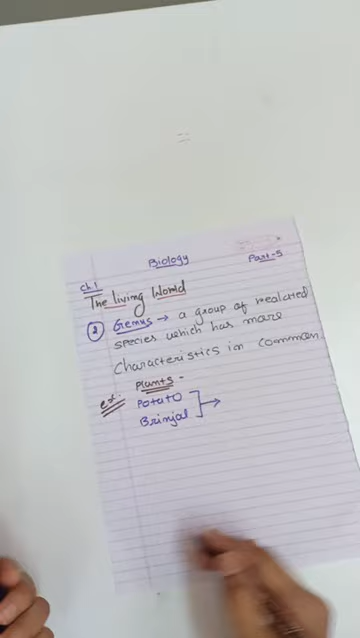 Biology
Ch.1
Part-5
The living World
2 Genus → a group of realated
species which has more
characteristics in common.
ex:- Plants -
Potato
Brinjal